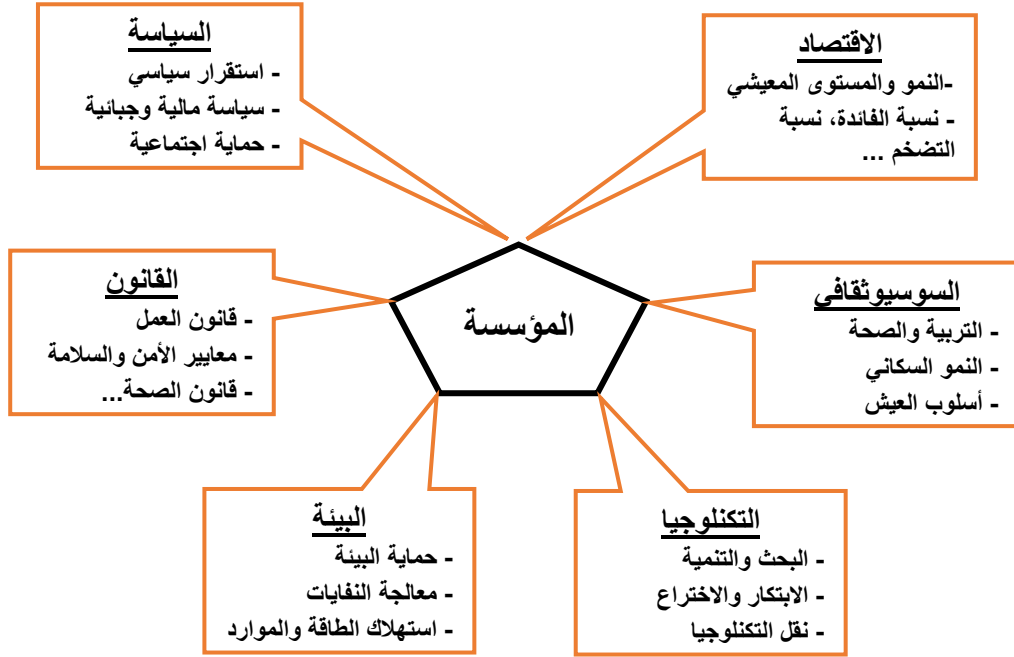 الاقتصاد
-النمو والمستوى المعيشي
- نسبة الفائدة، نسبة
التضخم ...
السياسة
- استقرار سياسي
- سياسة مالية وجبائية
- حماية اجتماعية
السوسيوثقافي
- التربية والصحة
- النمو السكاني
- أسلوب العيش
المؤسسة
القانون
- قانون العمل
- معايير الأمن والسلامة
- قانون الصحة...
التكنلوجيا
- البحث والتنمية
- الابتكار والاختراع
- نقل التكنلوجيا
البيئة
- حماية البيئة
- معالجة النفايات
- استهلاك الطاقة والموارد